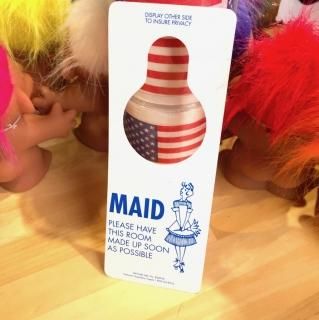 DISPLAY OTHER SIDE
TO INSURE PRIVACY
MAID
PLEASE HAVE
THIS ROOM
MADE UP SOON
AS POSSIBLE